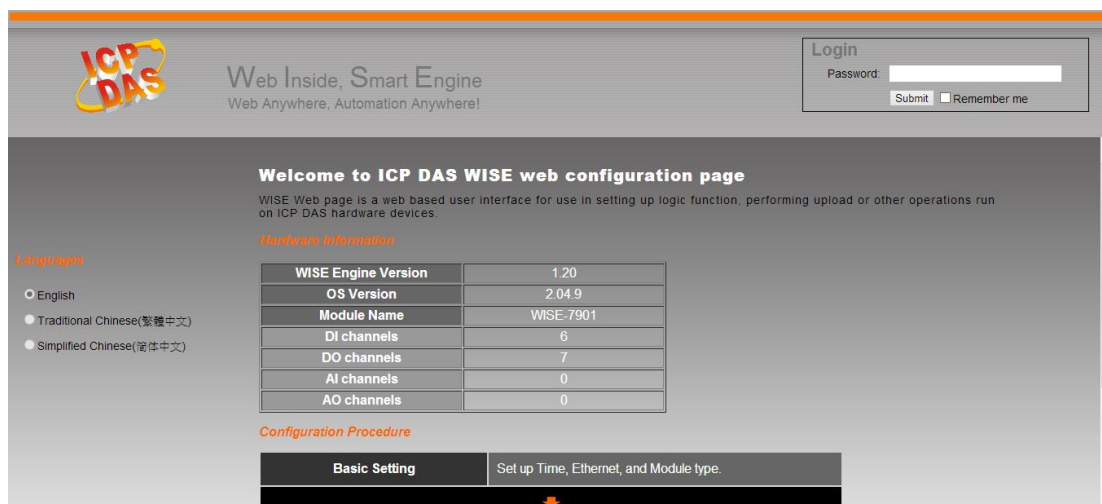 ICP
DAS
Web Inside, Smart Engine
Web Anywhere, Automation Anywhere!
Login
Password:
Submit Remember me
Languages
English
Traditional Chinese(繁體中文)
Simplified Chinese(简体中文)
Welcome to ICP DAS WISE web configuration page
WISE Web page is a web based user interface for use in setting up logic function, performing upload or other operations run
on ICP DAS hardware devices.
Hardware Information
WISE Engine Version 1.20
OS Version 2.04.9
Module Name WISE-7901
DI channels 6
DO channels 7
AI channels 0
AO channels 0
Configuration Procedure
Basic Setting Set up Time, Ethernet, and Module type.